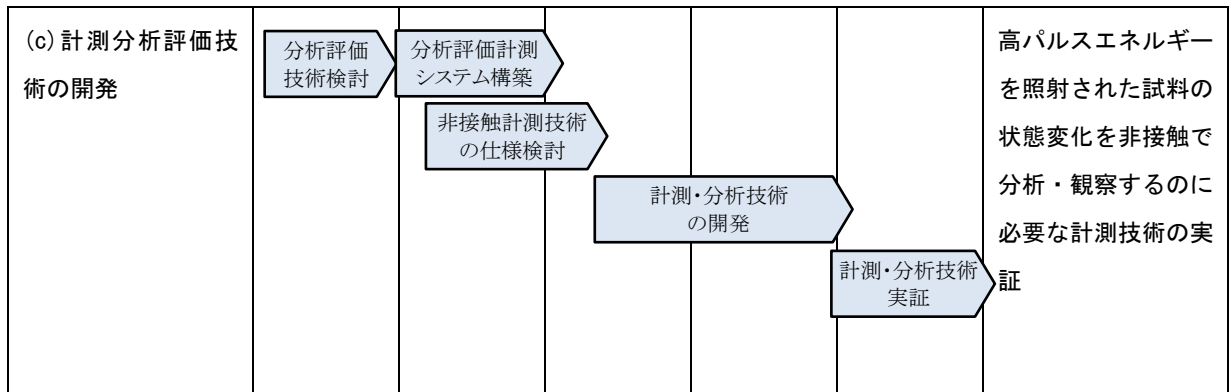 (c)計測分析評価技
術の開発
分析評価
技術検討
分析評価計測
システム構築
非接触計測技術
の仕様検討
計測・分析技術
の開発
計測・分析技術
実証
高パルスエネルギー
を照射された試料の
状態変化を非接触で
分析・観察するのに
必要な計測技術の実
証